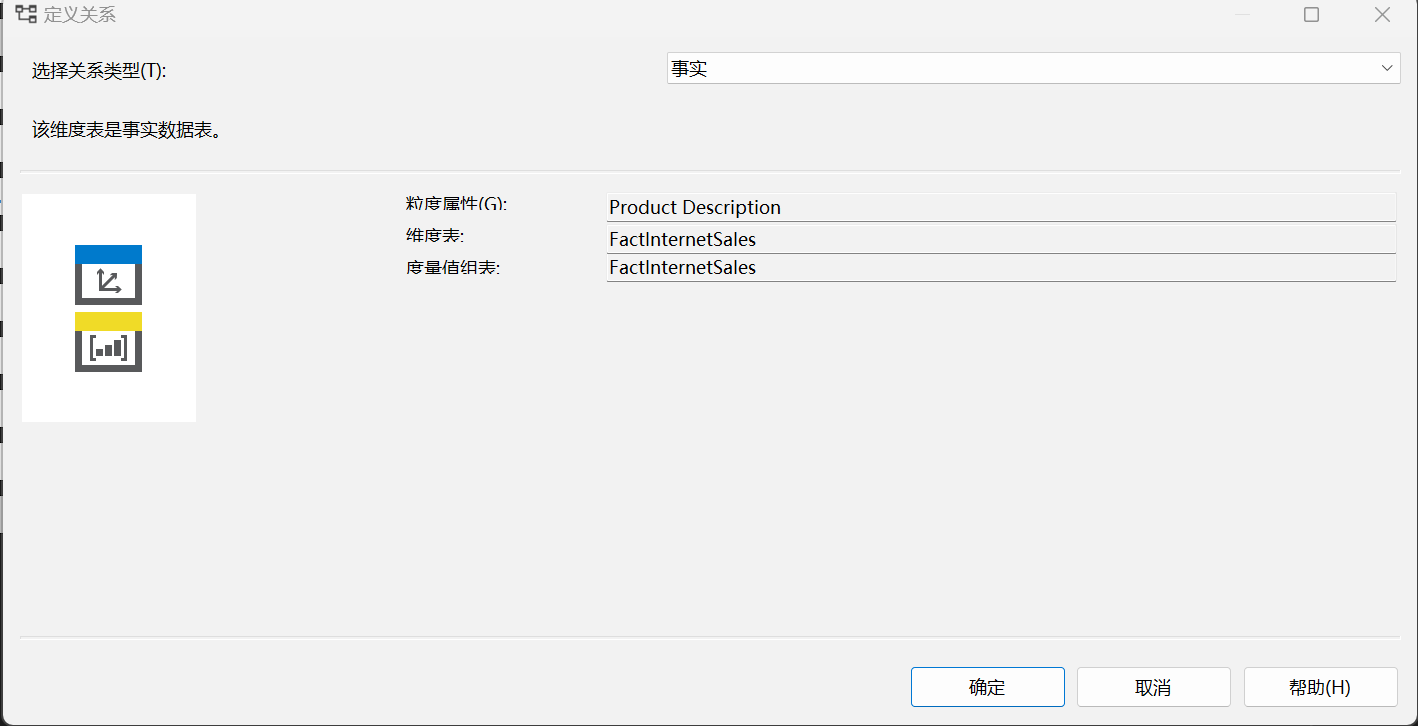 定义关系
选择关系类型(T):
事实
该维度表是事实数据表。
粒度属性(G):
Product Description
维度表:
FactInternetSales
度量值组表:
FactInternetSales
确定
取消
帮助(H)